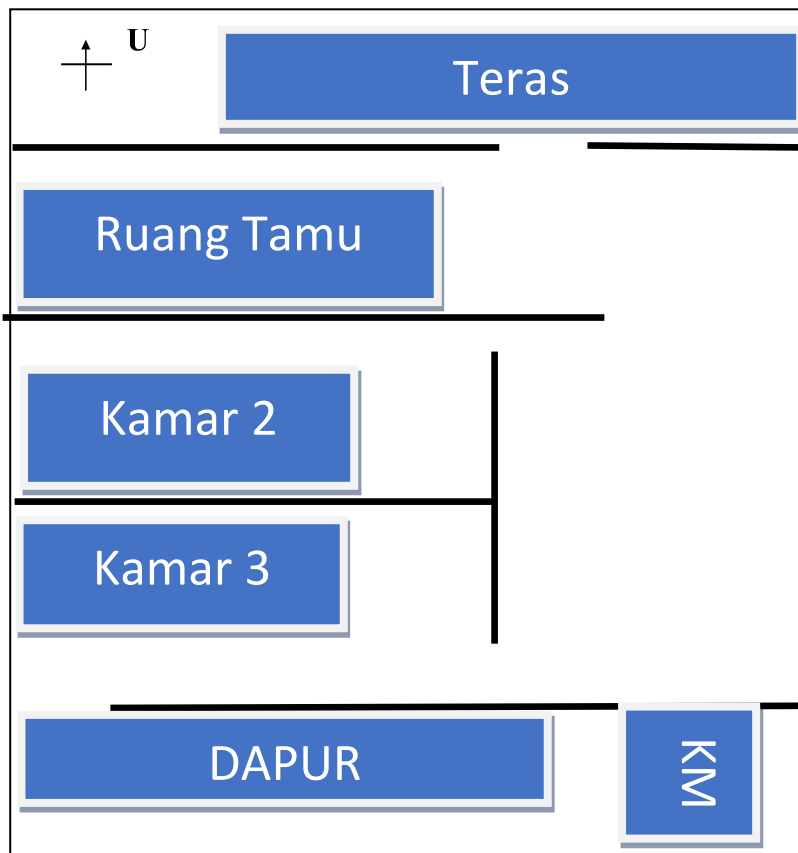 U
Teras
Ruang Tamu
Kamar 2
Kamar 3
DAPUR
KM